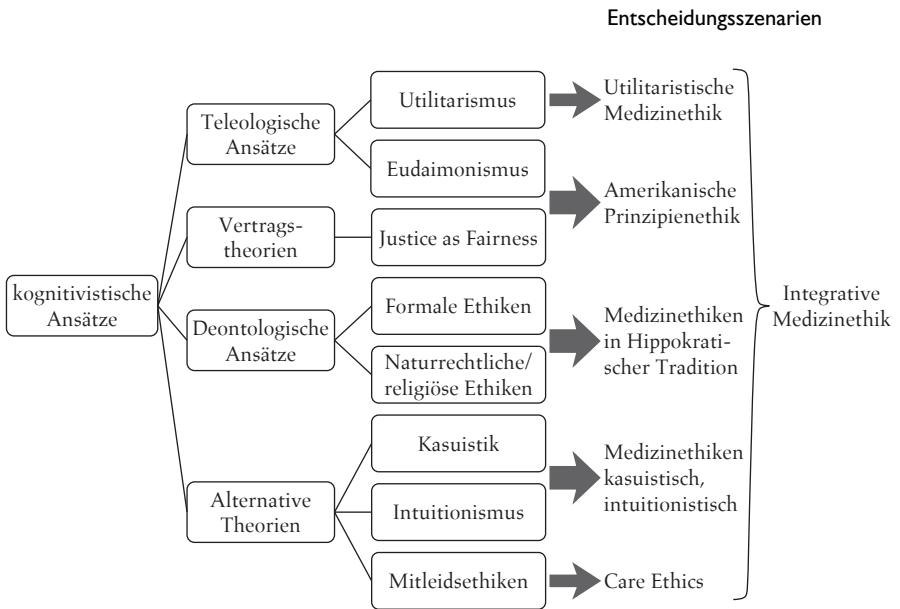 Entscheidungsszenarien
kognitivistische
Ansätze
Teleologische
Ansätze
Vertrags-
theorien
Deontologische
Ansätze
Alternative
Theorien
Utilitarismus
Eudaimonismus
Justice as Fairness
Formale Ethiken
Naturrechtliche/
religiöse Ethiken
Kasuistik
Intuitionismus
Mitleidsethiken
Utilitaristische
Medizinethik
Amerikanische
Prinzipienethik
Medizinethiken
in Hippokrati-
scher Tradition
Medizinethiken
kasuistisch,
intuitionistisch
Care Ethics
Integrative
Medizinethik